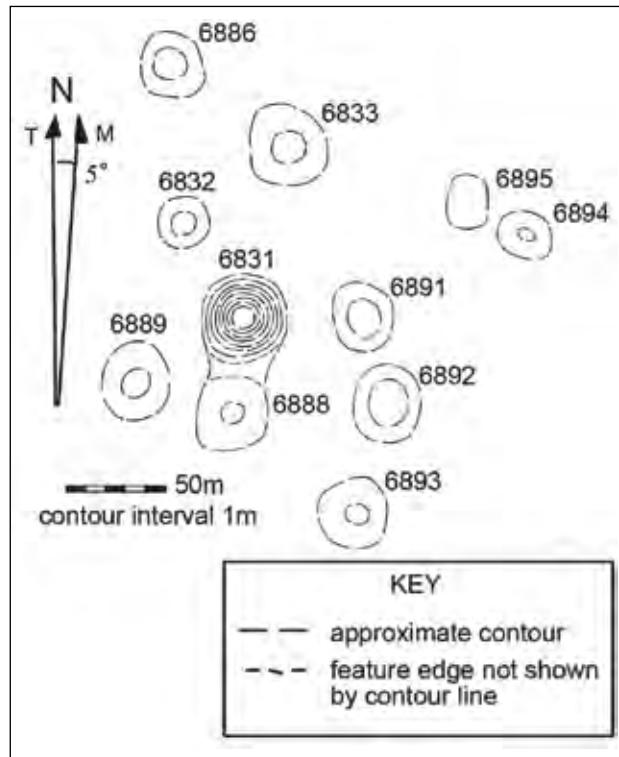 6886
N
6833
T M
5°
6832
6895
6894
6831
6891
6889
6892
6888
50m
6893
contour interval 1m
KEY
approximate contour
feature edge not shown
by contour line